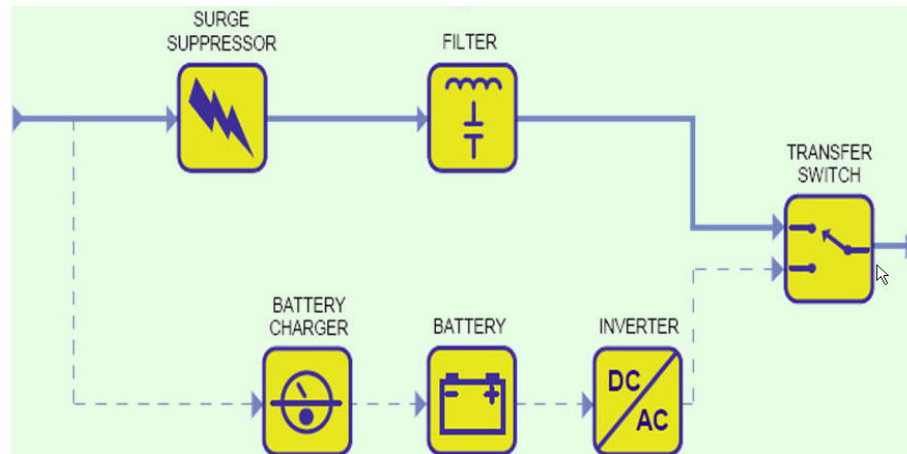 SURGE
SUPPRESSOR
FILTER
TRANSFER
SWITCH
BATTERY
CHARGER
BATTERY
INVERTER
DC
AC